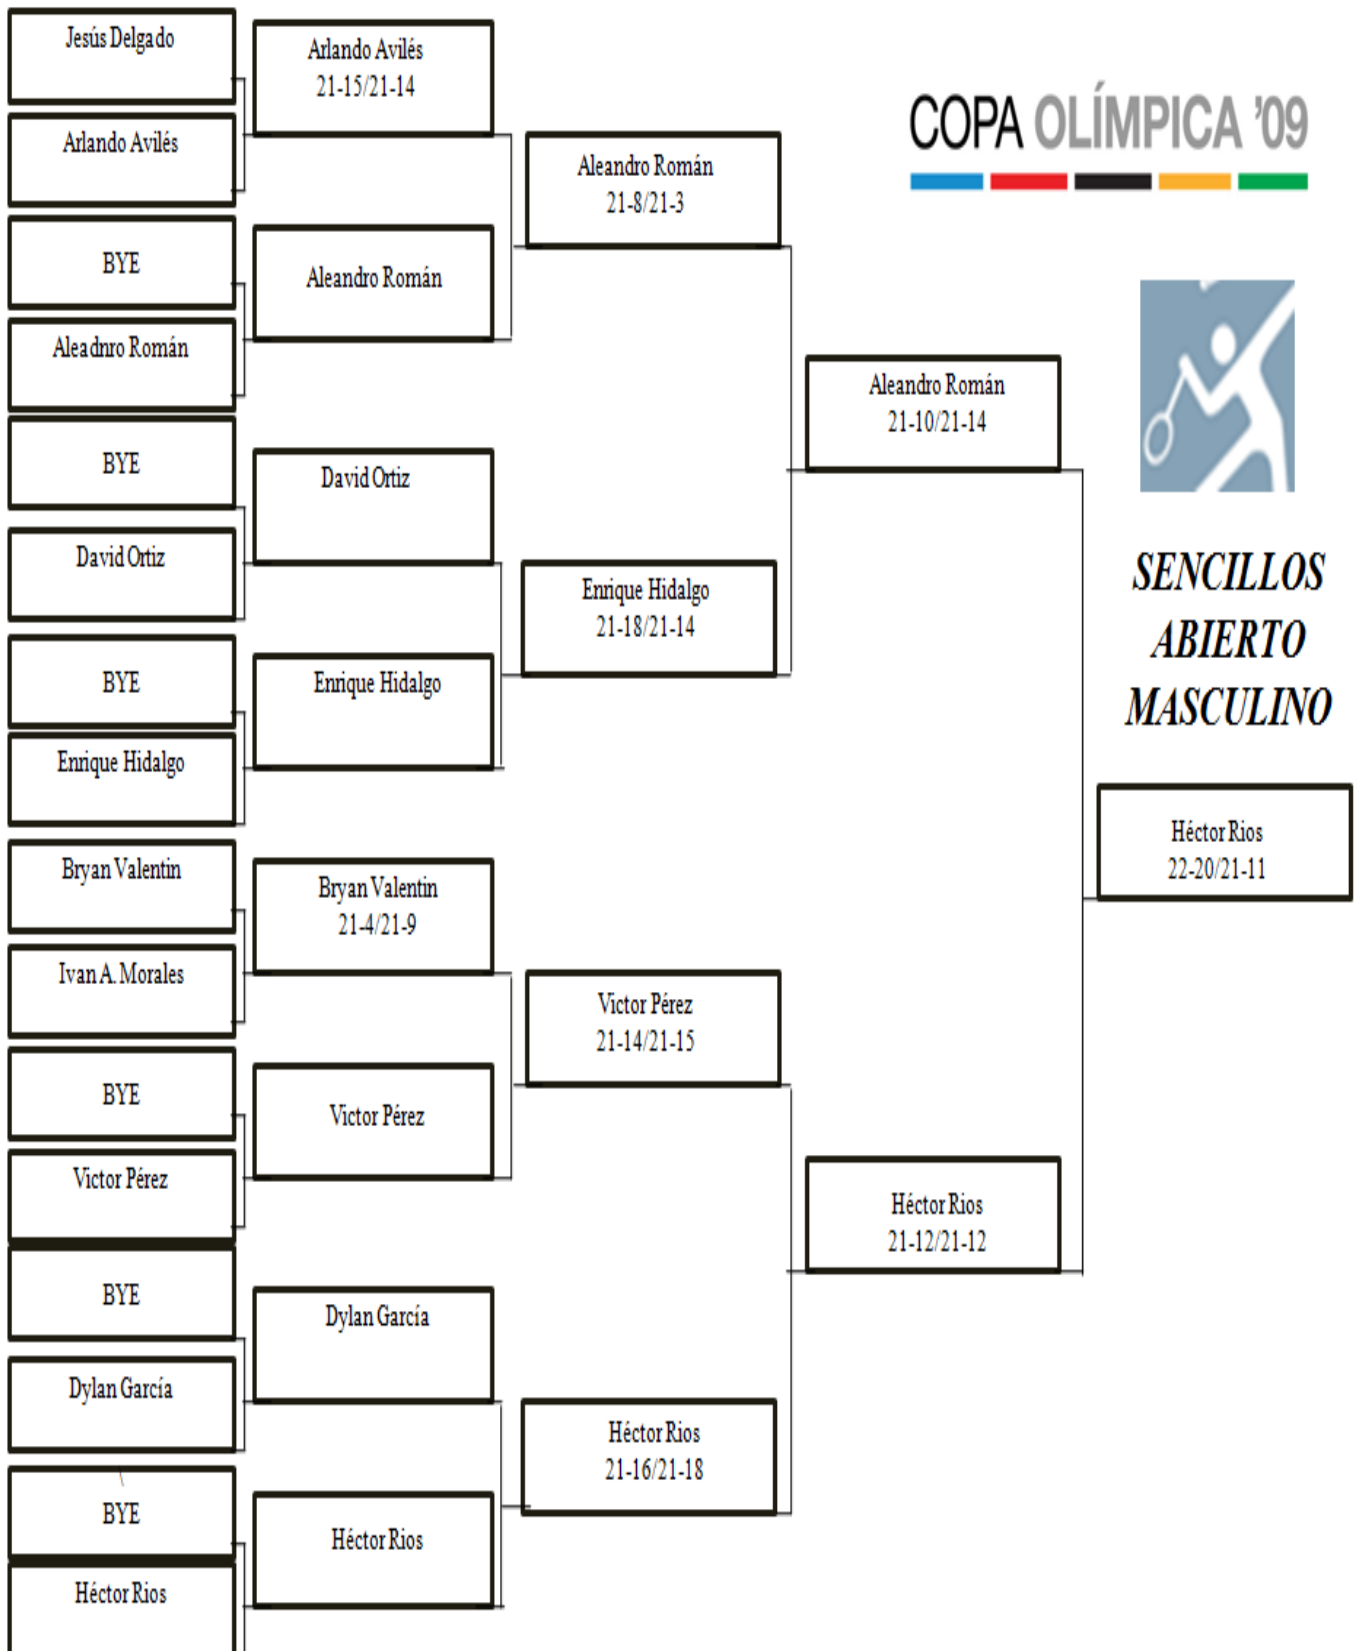 Jesús Delgado
Arlando Avilés
BYE
Aleadnro Román
BYE
David Ortiz
BYE
Enrique Hidalgo
Bryan Valentin
Ivan A. Morales
BYE
Victor Pérez
BYE
Dylan García
BYE
Héctor Rios
Arlando Avilés
21-15/21-14
Aleandro Román
David Ortiz
Enrique Hidalgo
Bryan Valentin
21-4/21-9
Victor Pérez
Dylan García
Héctor Rios
Aleandro Román
21-8/21-3
Enrique Hidalgo
21-18/21-14
Victor Pérez
21-14/21-15
Héctor Rios
21-16/21-18
Aleandro Román
21-10/21-14
Héctor Rios
21-12/21-12
COPA OLÍMPICA '09
SENCILLOS
ABIERTO
MASCULINO
Héctor Rios
22-20/21-11